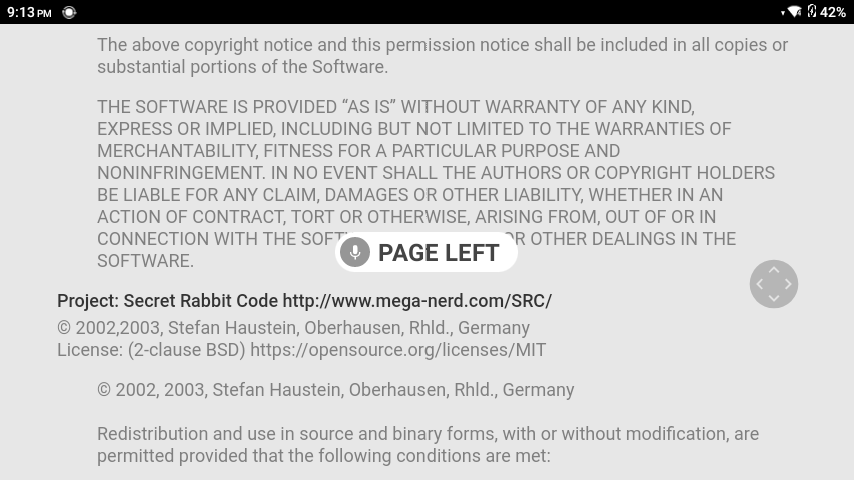 9:13 PM 42%
The above copyright notice and this permission notice shall be included in all copies or
substantial portions of the Software.
THE SOFTWARE IS PROVIDED “AS IS” WITHOUT WARRANTY OF ANY KIND,
EXPRESS OR IMPLIED, INCLUDING BUT NOT LIMITED TO THE WARRANTIES OF
MERCHANTABILITY, FITNESS FOR A PARTICULAR PURPOSE AND
NONINFRINGEMENT. IN NO EVENT SHALL THE AUTHORS OR COPYRIGHT HOLDERS
BE LIABLE FOR ANY CLAIM, DAMAGES OR OTHER LIABILITY, WHETHER IN AN
ACTION OF CONTRACT, TORT OR OTHERWISE, ARISING FROM, OUT OF OR IN
CONNECTION WITH THE OR OTHER DEALINGS IN THE
SOFTWARE.
PAGE LEFT
Project: Secret Rabbit Code http://www.mega-nerd.com/SRC/
© 2002,2003, Stefan Haustein, Oberhausen, Rhld., Germany
License: (2-clause BSD) https://opensource.org/licenses/MIT
© 2002, 2003, Stefan Haustein, Oberhausen, Rhld., Germany
Redistribution and use in source and binary forms, with or without modification, are
permitted provided that the following conditions are met: